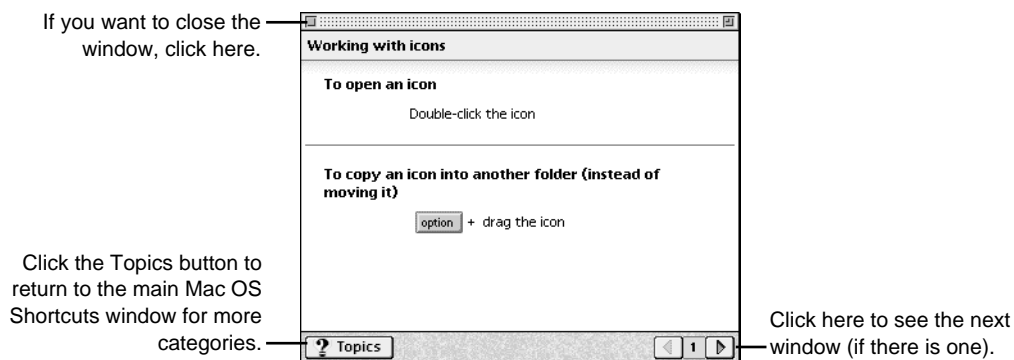 If you want to close the
window, click here.
Working with icons
To open an icon
Double-click the icon
To copy an icon into another folder (instead of
moving it)
option + drag the icon
Click the Topics button to
return to the main Mac OS
Shortcuts window for more
categories.
? Topics
1
Click here to see the next
window (if there is one).